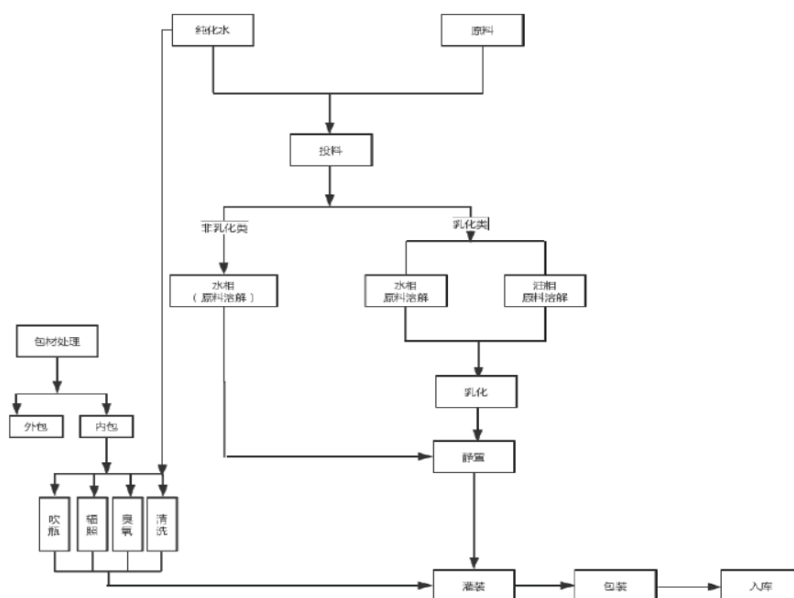 纯化水
原料
投料
非乳化类
乳化类
水相
(原料溶解)
水相
原料溶解
油相
原料溶解
包材处理
乳化
外包
内包
静置
吹瓶
辐照
臭氧
清洗
灌装
包装
入库